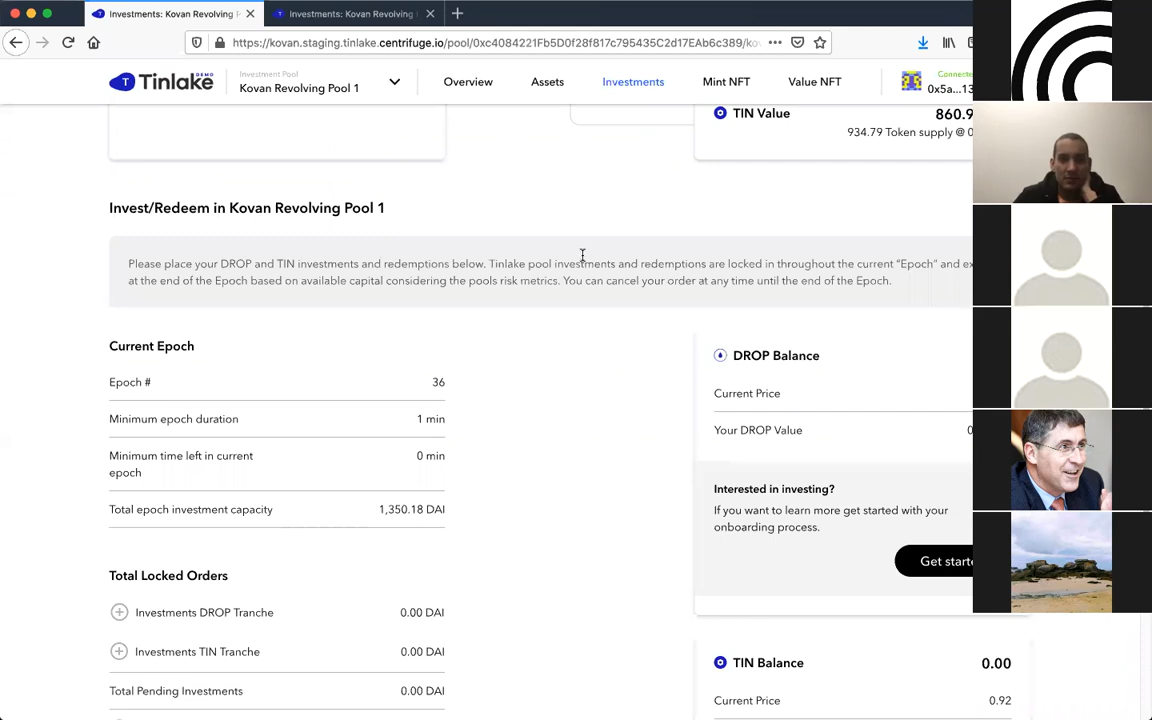 Investments: Kovan Revolving P
Investments: Kovan Revolving
https://kovan.staging.tinlake.centrifuge.io/pool/0xc4084221Fb5D0f28f817c795435C2d17EAb6c389/ko
Tinlake DEMO
Investment Pool
Kovan Revolving Pool 1
Overview
Assets
Investments
Mint NFT
Value NFT
Connecte
0x5a...13
TIN Value
860.9
934.79 Token supply @ 0
Invest/Redeem in Kovan Revolving Pool 1
Please place your DROP and TIN investments and redemptions below. Tinlake pool investments and redemptions are locked in throughout the current "Epoch" and ex
at the end of the Epoch based on available capital considering the pools risk metrics. You can cancel your order at any time until the end of the Epoch.
Current Epoch
Epoch # 36
Minimum epoch duration 1 min
Minimum time left in current epoch 0 min
Total epoch investment capacity 1,350.18 DAI
Total Locked Orders
Investments DROP Tranche 0.00 DAI
Investments TIN Tranche 0.00 DAI
Total Pending Investments 0.00 DAI
DROP Balance
Current Price
Your DROP Value 0
Interested in investing?
If you want to learn more get started with your
onboarding process.
Get starte
TIN Balance 0.00
Current Price 0.92